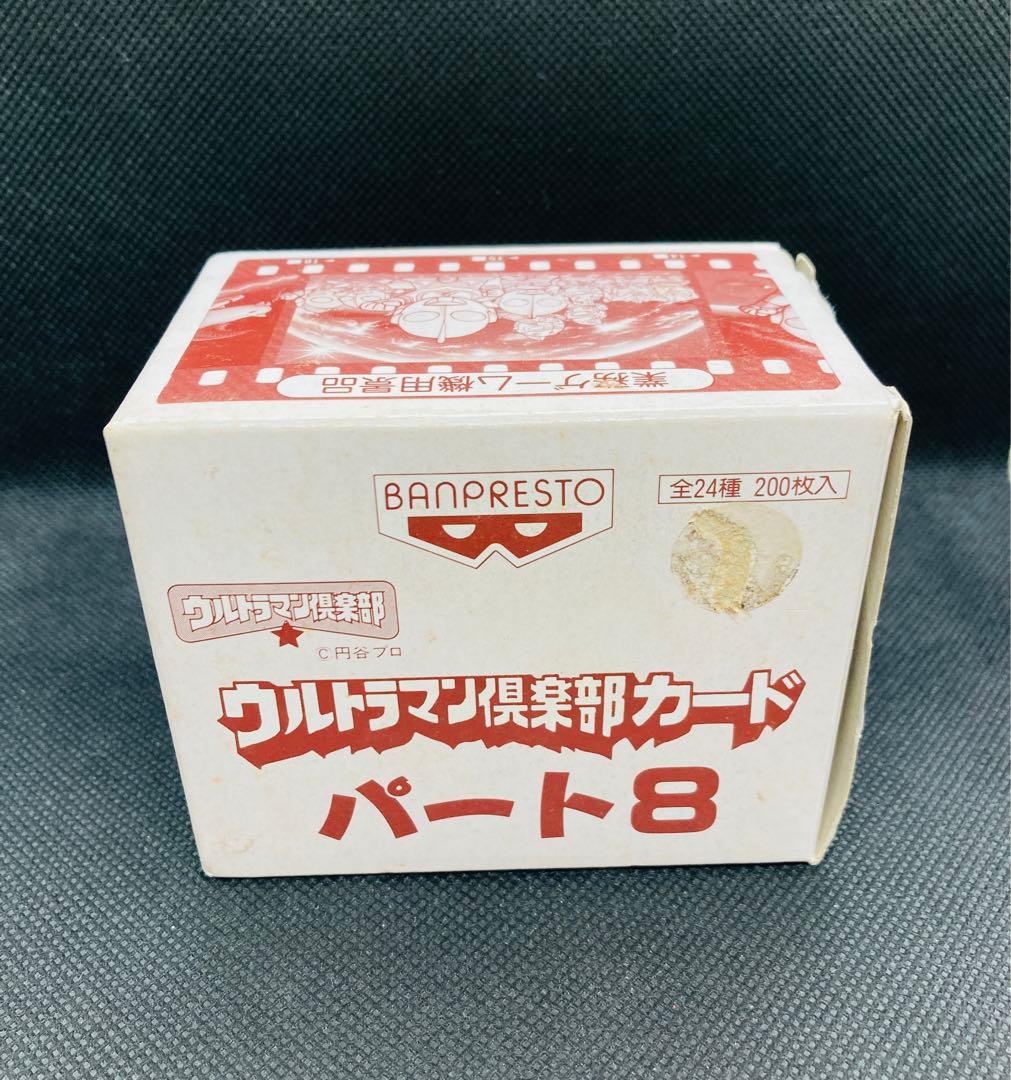 業務ゲーム機用景品
BANPRESTO
全24種 200枚入
ウルトラマン倶楽部
©円谷プロ
ウルトラマン倶楽部カード
パート8